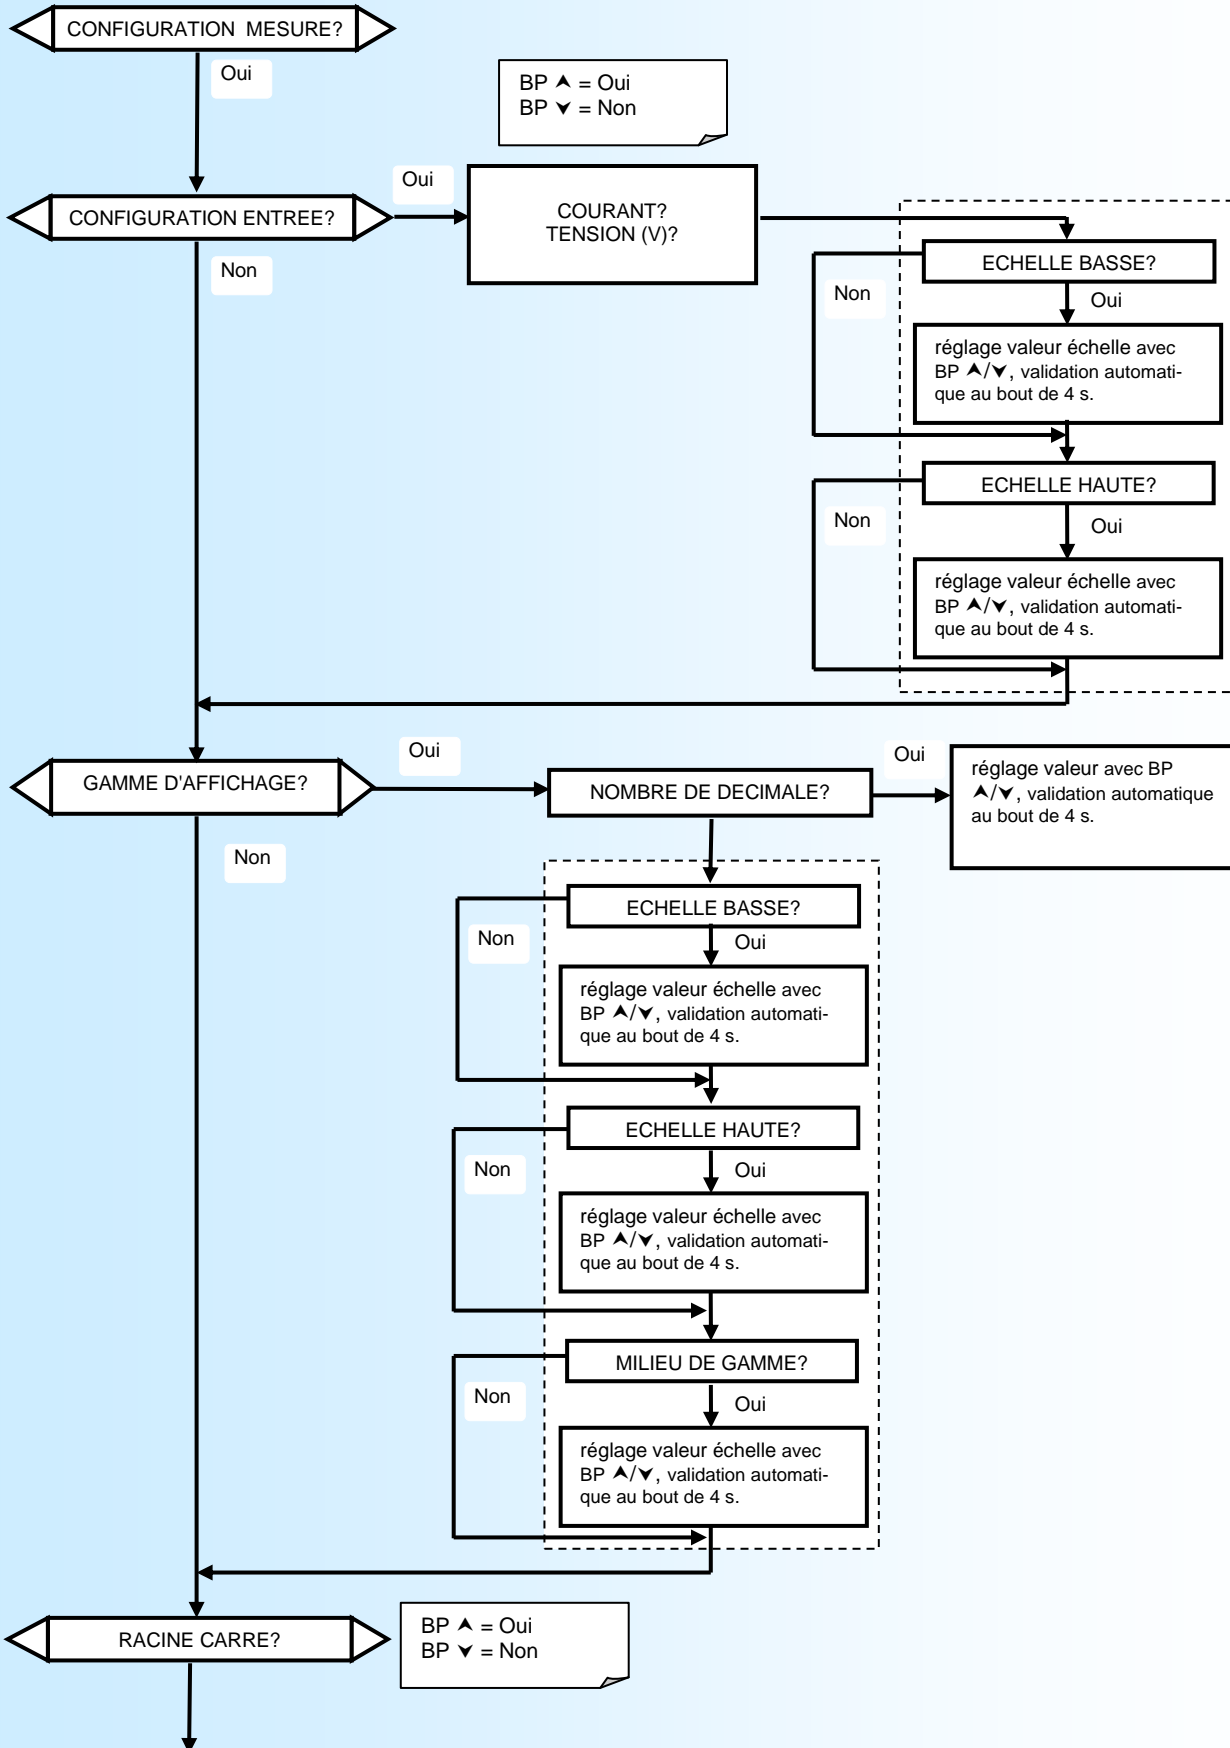 CONFIGURATION MESURE?
Oui
BP ⮝ = Oui
BP ⮟ = Non
CONFIGURATION ENTREE?
Oui
COURANT?
TENSION (V)?
Non
ECHELLE BASSE?
Non
Oui
réglage valeur échelle avec
BP ⮝/⮟, validation automati-
que au bout de 4 s.
ECHELLE HAUTE?
Non
Oui
réglage valeur échelle avec
BP ⮝/⮟, validation automati-
que au bout de 4 s.
GAMME D'AFFICHAGE?
Oui
NOMBRE DE DECIMALE?
Oui
réglage valeur avec BP
⮝/⮟, validation automatique
au bout de 4 s.
Non
ECHELLE BASSE?
Non
Oui
réglage valeur échelle avec
BP ⮝/⮟, validation automati-
que au bout de 4 s.
ECHELLE HAUTE?
Non
Oui
réglage valeur échelle avec
BP ⮝/⮟, validation automati-
que au bout de 4 s.
MILIEU DE GAMME?
Non
Oui
réglage valeur échelle avec
BP ⮝/⮟, validation automati-
que au bout de 4 s.
RACINE CARRE?
BP ⮝ = Oui
BP ⮟ = Non